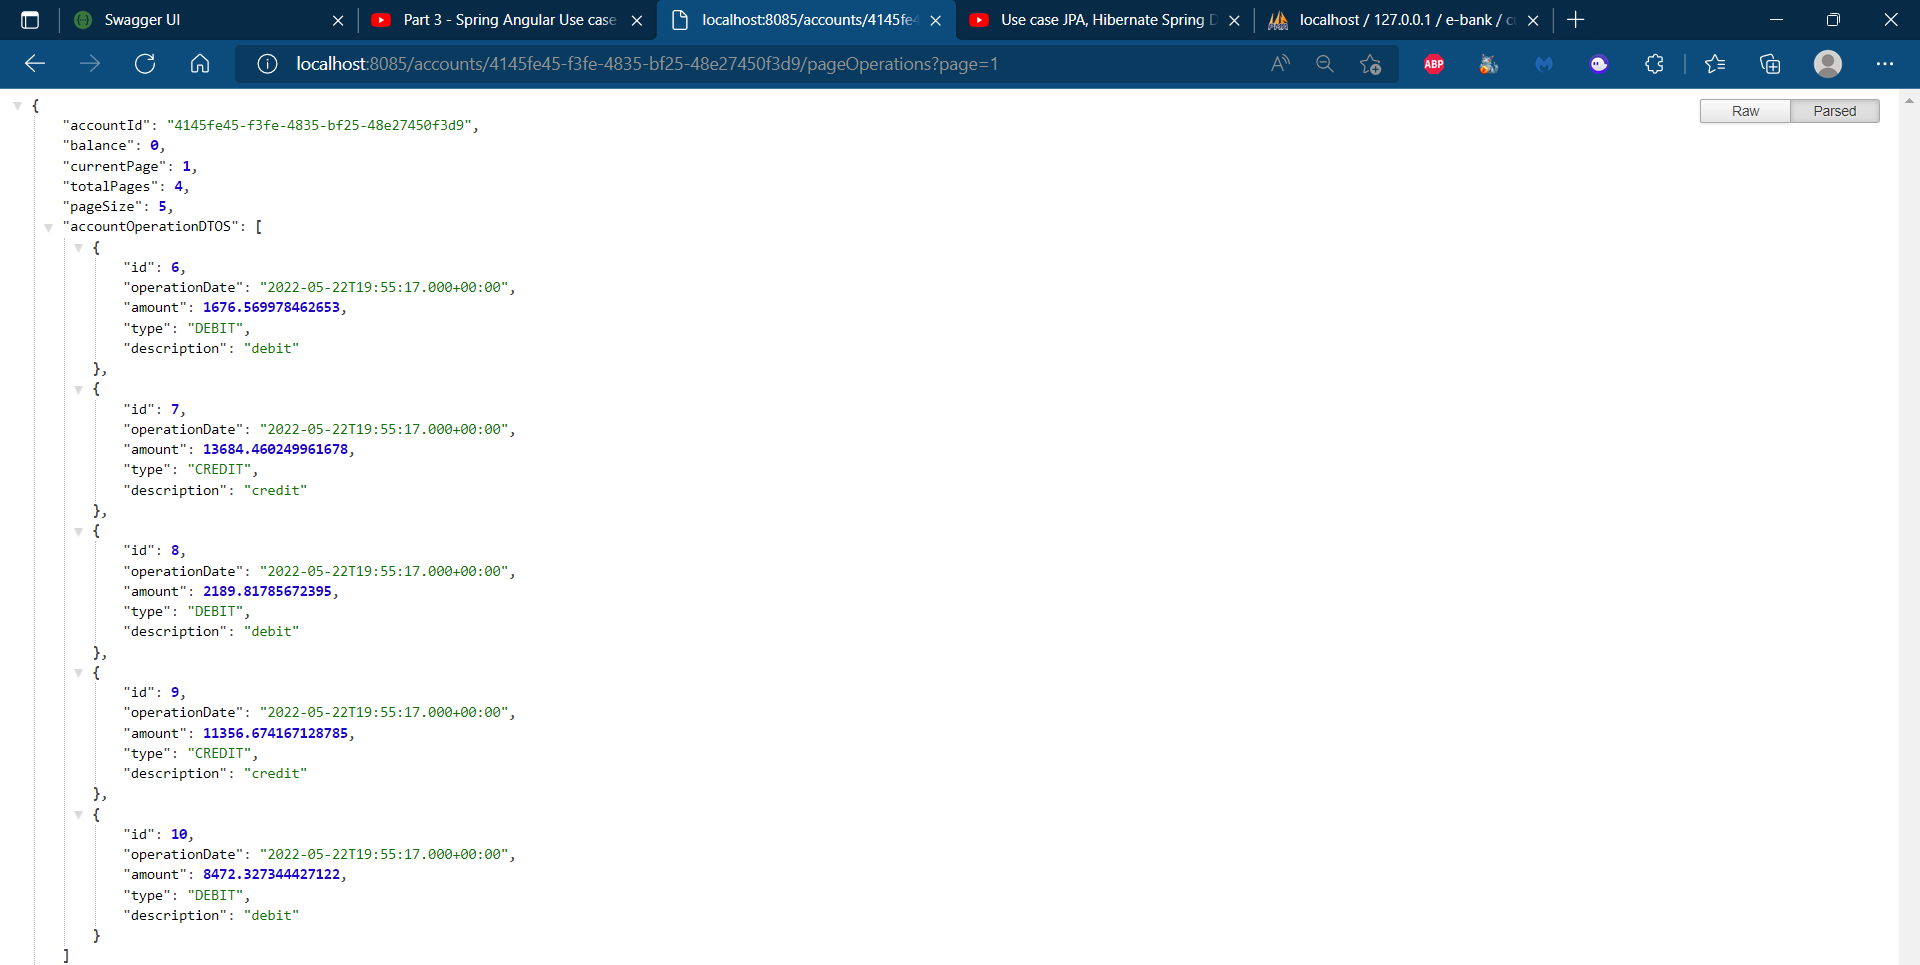 Swagger UI
Part 3 - Spring Angular Use case
localhost:8085/accounts/4145fe4
Use case JPA, Hibernate Spring D
localhost / 127.0.0.1 / e-bank / c
localhost:8085/accounts/4145fe45-f3fe-4835-bf25-48e27450f3d9/pageOperations?page=1
ABP
Raw
Parsed
{
"accountId": "4145fe45-f3fe-4835-bf25-48e27450f3d9",
"balance": 0,
"currentPage": 1,
"totalPages": 4,
"pageSize": 5,
"accountOperationDTOS": [
{
"id": 6,
"operationDate": "2022-05-22T19:55:17.000+00:00",
"amount": 1676.569978462653,
"type": "DEBIT",
"description": "debit"
},
{
"id": 7,
"operationDate": "2022-05-22T19:55:17.000+00:00",
"amount": 13684.460249961678,
"type": "CREDIT",
"description": "credit"
},
{
"id": 8,
"operationDate": "2022-05-22T19:55:17.000+00:00",
"amount": 2189.81785672395,
"type": "DEBIT",
"description": "debit"
},
{
"id": 9,
"operationDate": "2022-05-22T19:55:17.000+00:00",
"amount": 11356.674167128785,
"type": "CREDIT",
"description": "credit"
},
{
"id": 10,
"operationDate": "2022-05-22T19:55:17.000+00:00",
"amount": 8472.327344427122,
"type": "DEBIT",
"description": "debit"
}
]